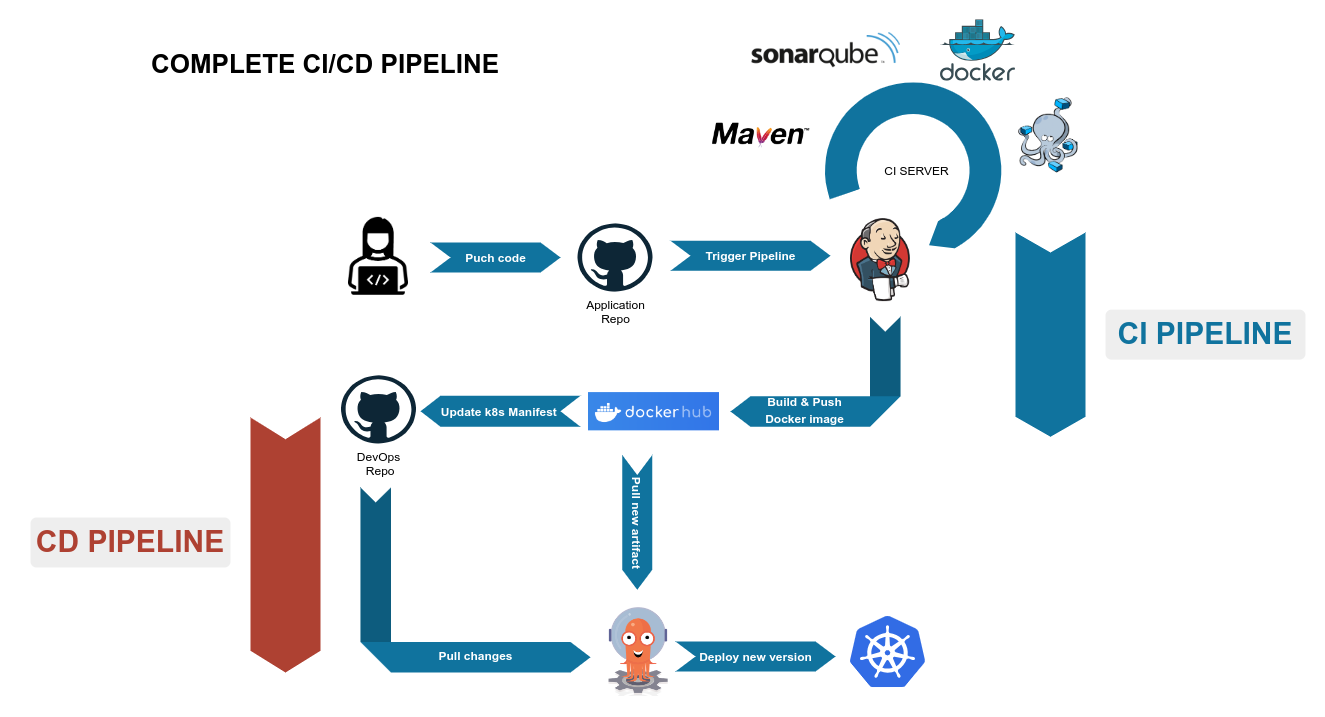 COMPLETE CI/CD PIPELINE
sonarqube
docker
Maven™
CI SERVER
Puch code
Trigger Pipeline
Application
Repo
CI PIPELINE
Update k8s Manifest
docker hub
Build & Push
Docker image
DevOps
Repo
Pull new artifact
CD PIPELINE
Pull changes
Deploy new version